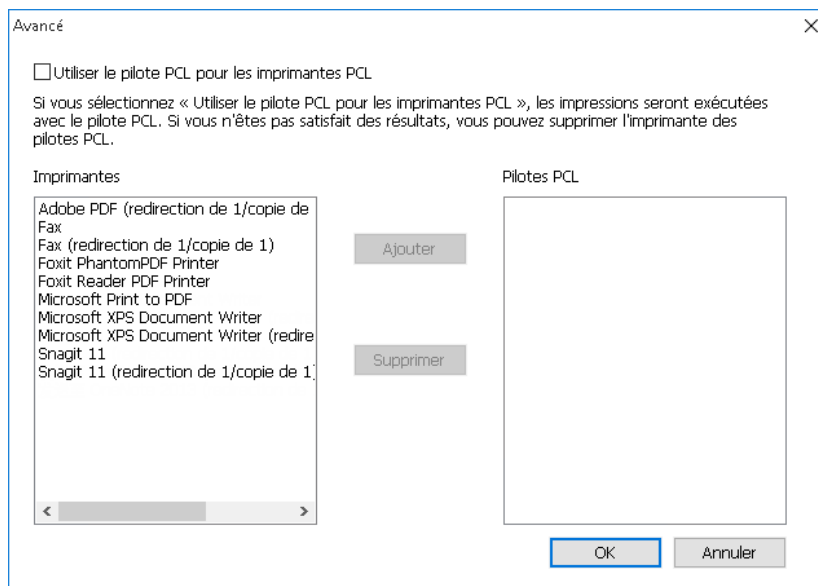 Avancé
Utiliser le pilote PCL pour les imprimantes PCL
Si vous sélectionnez « Utiliser le pilote PCL pour les imprimantes PCL », les impressions seront exécutées
avec le pilote PCL. Si vous n'êtes pas satisfait des résultats, vous pouvez supprimer l'imprimante des
pilotes PCL.
Imprimantes
Pilotes PCL
Adobe PDF (redirection de 1/copie de
Fax
Fax (redirection de 1/copie de 1)
Foxit PhantomPDF Printer
Foxit Reader PDF Printer
Microsoft Print to PDF
Microsoft XPS Document Writer
Microsoft XPS Document Writer (redire
Snagit 11
Snagit 11 (redirection de 1/copie de 1)
Ajouter
Supprimer
OK
Annuler